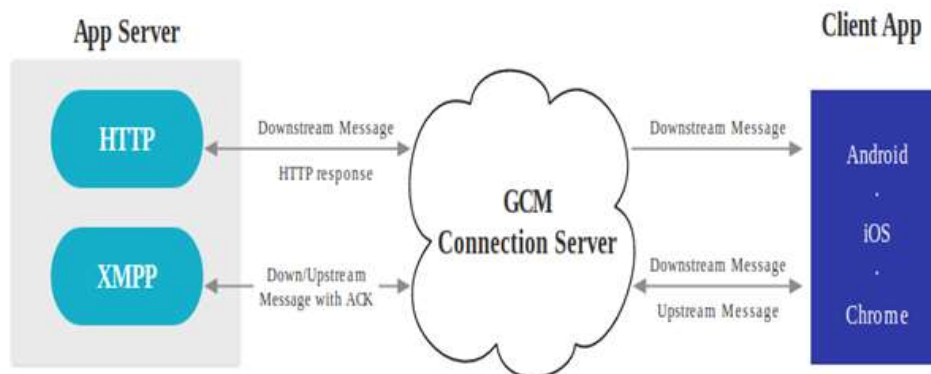 App Server
Client App
HTTP
Downstream Message
HTTP response
Downstream Message
Android
.
iOS
.
Chrome
GCM
Connection Server
XMPP
Down/Upstream
Message with ACK
Downstream Message
Upstream Message